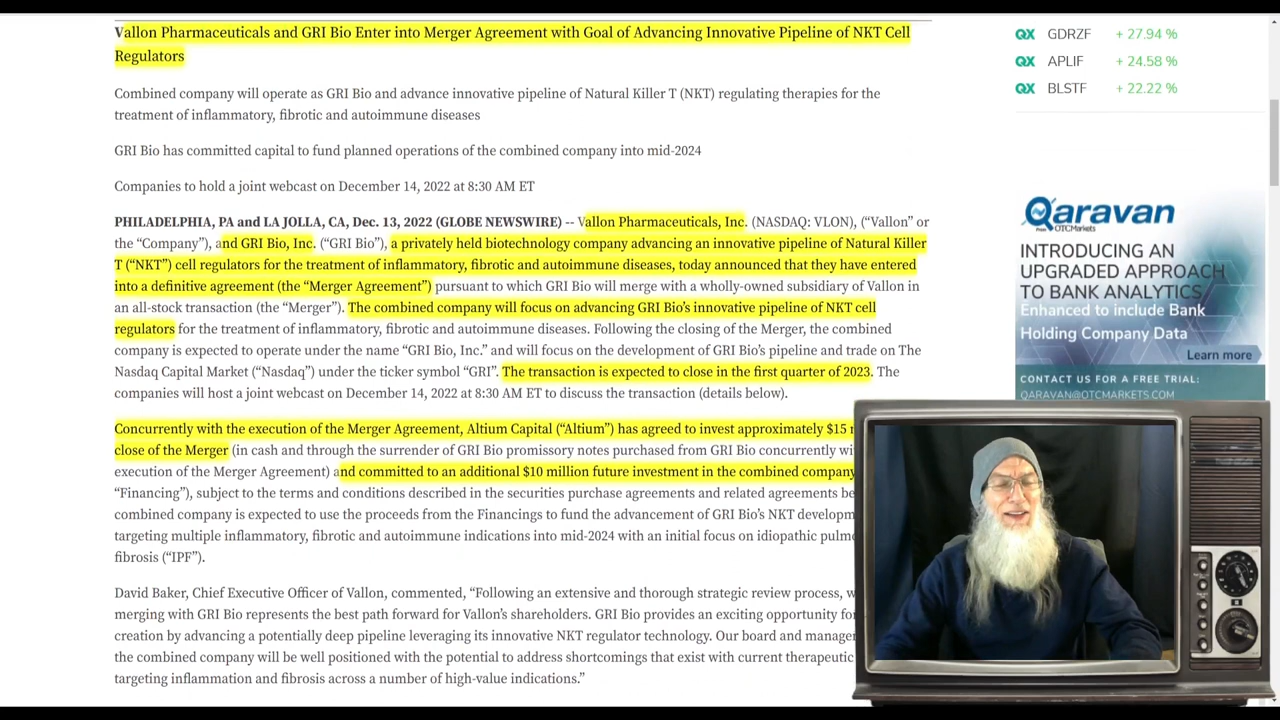 Vallon Pharmaceuticals and GRI Bio Enter into Merger Agreement with Goal of Advancing Innovative Pipeline of NKT Cell
Regulators
Combined company will operate as GRI Bio and advance innovative pipeline of Natural Killer T (NKT) regulating therapies for the
treatment of inflammatory, fibrotic and autoimmune diseases
GRI Bio has committed capital to fund planned operations of the combined company into mid-2024
Companies to hold a joint webcast on December 14, 2022 at 8:30 AM ET
PHILADELPHIA, PA and LA JOLLA, CA, Dec. 13, 2022 (GLOBE NEWSWIRE) -- Vallon Pharmaceuticals, Inc. (NASDAQ: VLON), (“Vallon” or
the “Company”), and GRI Bio, Inc. (“GRI Bio”), a privately held biotechnology company advancing an innovative pipeline of Natural Killer
T (“NKT”) cell regulators for the treatment of inflammatory, fibrotic and autoimmune diseases, today announced that they have entered
into a definitive agreement (the “Merger Agreement”) pursuant to which GRI Bio will merge with a wholly-owned subsidiary of Vallon in
an all-stock transaction (the “Merger”). The combined company will focus on advancing GRI Bio’s innovative pipeline of NKT cell
regulators for the treatment of inflammatory, fibrotic and autoimmune diseases. Following the closing of the Merger, the combined
company is expected to operate under the name “GRI Bio, Inc.” and will focus on the development of GRI Bio’s pipeline and trade on The
Nasdaq Capital Market (“Nasdaq”) under the ticker symbol “GRI”. The transaction is expected to close in the first quarter of 2023. The
companies will host a joint webcast on December 14, 2022 at 8:30 AM ET to discuss the transaction (details below).
Concurrently with the execution of the Merger Agreement, Altium Capital (“Altium”) has agreed to invest approximately $15
close of the Merger (in cash and through the surrender of GRI Bio promissory notes purchased from GRI Bio concurrently
execution of the Merger Agreement) and committed to an additional $10 million future investment in the combined company
“Financing”), subject to the terms and conditions described in the securities purchase agreements and related agreements
combined company is expected to use the proceeds from the Financings to fund the advancement of GRI Bio’s NKT
targeting multiple inflammatory, fibrotic and autoimmune indications into mid-2024 with an initial focus on idiopathic
fibrosis (“IPF”).
David Baker, Chief Executive Officer of Vallon, commented, “Following an extensive and thorough strategic review process,
merging with GRI Bio represents the best path forward for Vallon’s shareholders. GRI Bio provides an exciting opportunity
creation by advancing a potentially deep pipeline leveraging its innovative NKT regulator technology. Our board and
the combined company will be well positioned with the potential to address shortcomings that exist with current therapeutic
targeting inflammation and fibrosis across a number of high-value indications.”
QX GDRZF + 27.94 %
QX APLIF + 24.58 %
QX BLSTF + 22.22 %
Qaravan
From OTCMarkets
INTRODUCING AN
UPGRADED APPROACH
TO BANK ANALYTICS
Enhanced to include Bank
Holding Company Data
Learn more
CONTACT US FOR A FREE TRIAL:
QARAVAN@OTCMARKETS.COM